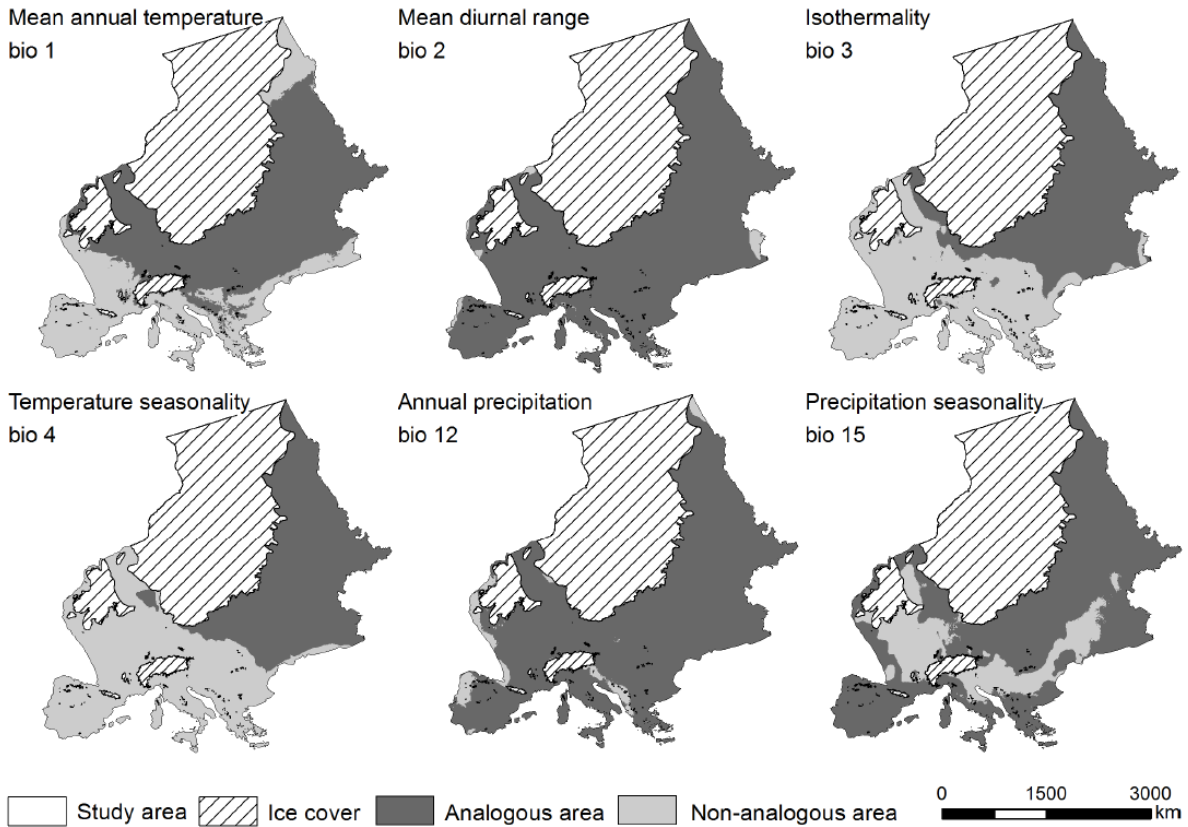 Mean annual temperature
bio 1
Mean diurnal range
bio 2
Isothermality
bio 3
Temperature seasonality
bio 4
Annual precipitation
bio 12
Precipitation seasonality
bio 15
Study area
Ice cover
Analogous area
Non-analogous area
0 1500 3000
km